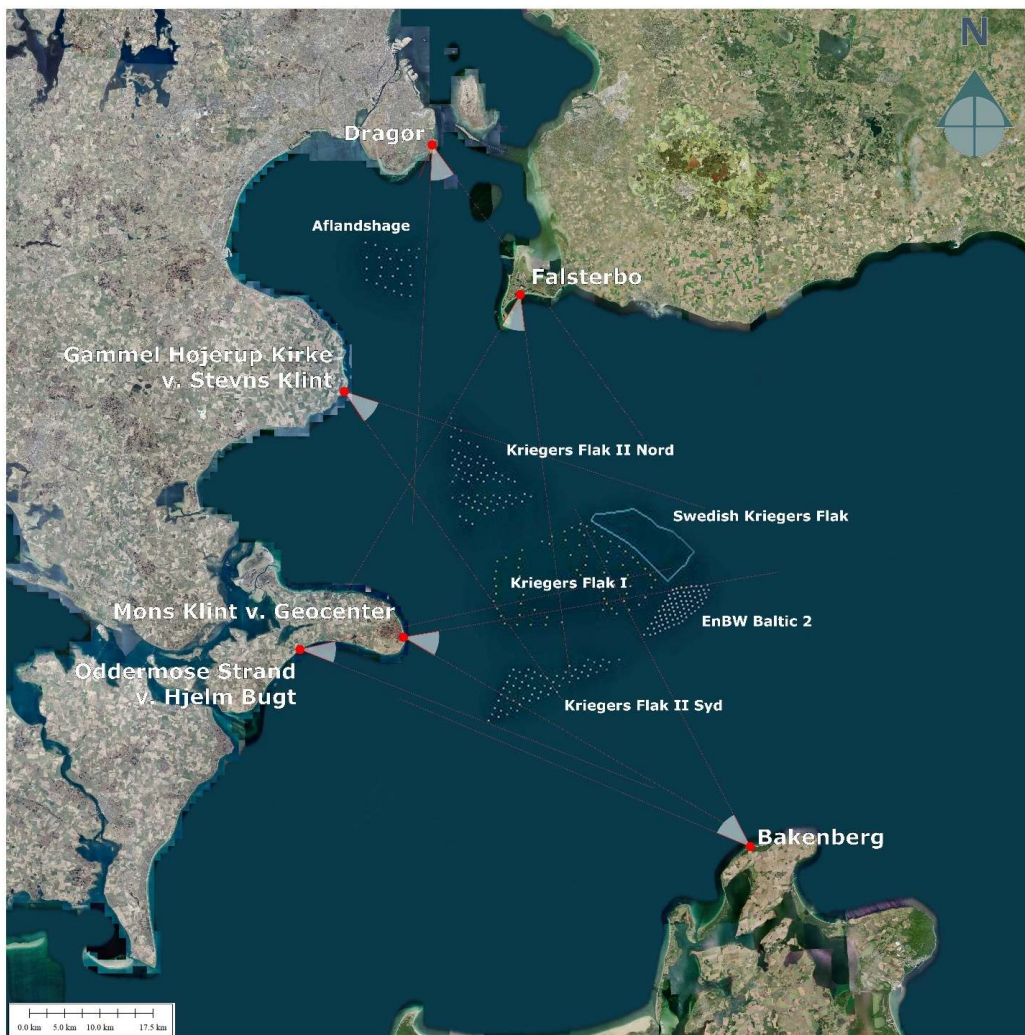 N
Dragør
Aflandshage
Falsterbo
Gammel Højerup Kirke
v. Stevns Klint
Kriegers Flak II Nord
Swedish Kriegers Flak
Kriegers Flak I
Møns Klint v. Geocenter
EnBW Baltic 2
Oddermose Strand
v. Hjelm Bugt
Kriegers Flak II Syd
Bakenberg
0.0 km 5.0 km 10.0 km 17.5 km